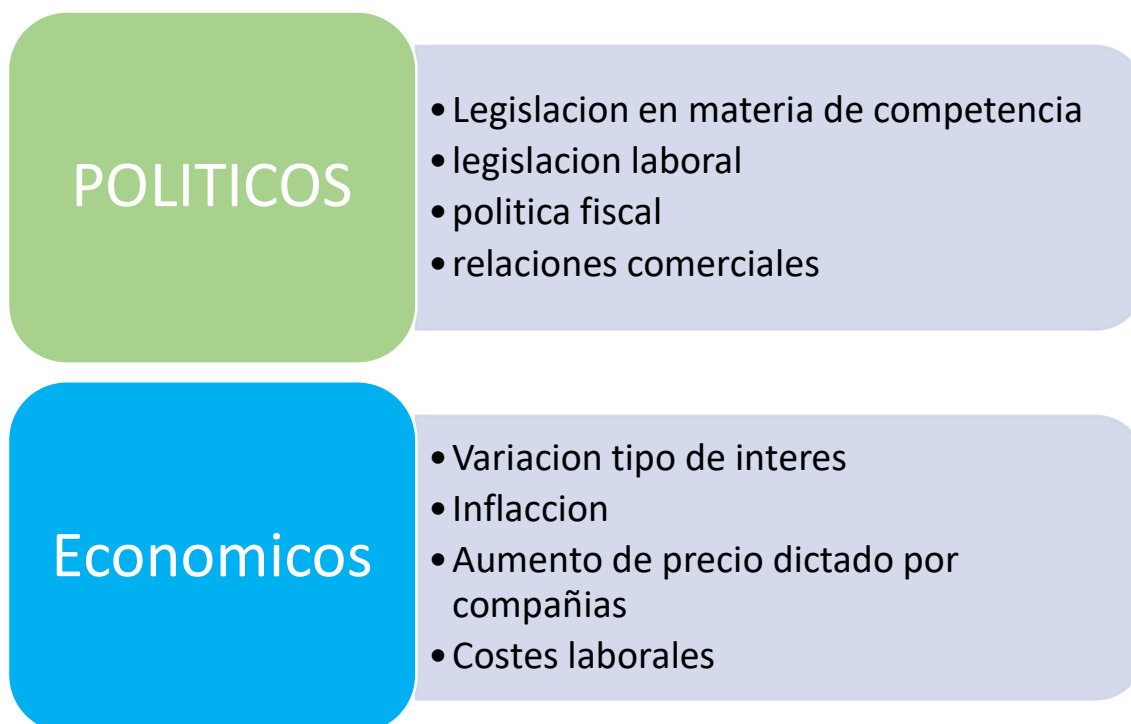 POLITICOS
• Legislacion en materia de competencia
• legislacion laboral
• politica fiscal
• relaciones comerciales
Economicos
• Variacion tipo de interes
• Inflaccion
• Aumento de precio dictado por
compañias
• Costes laborales